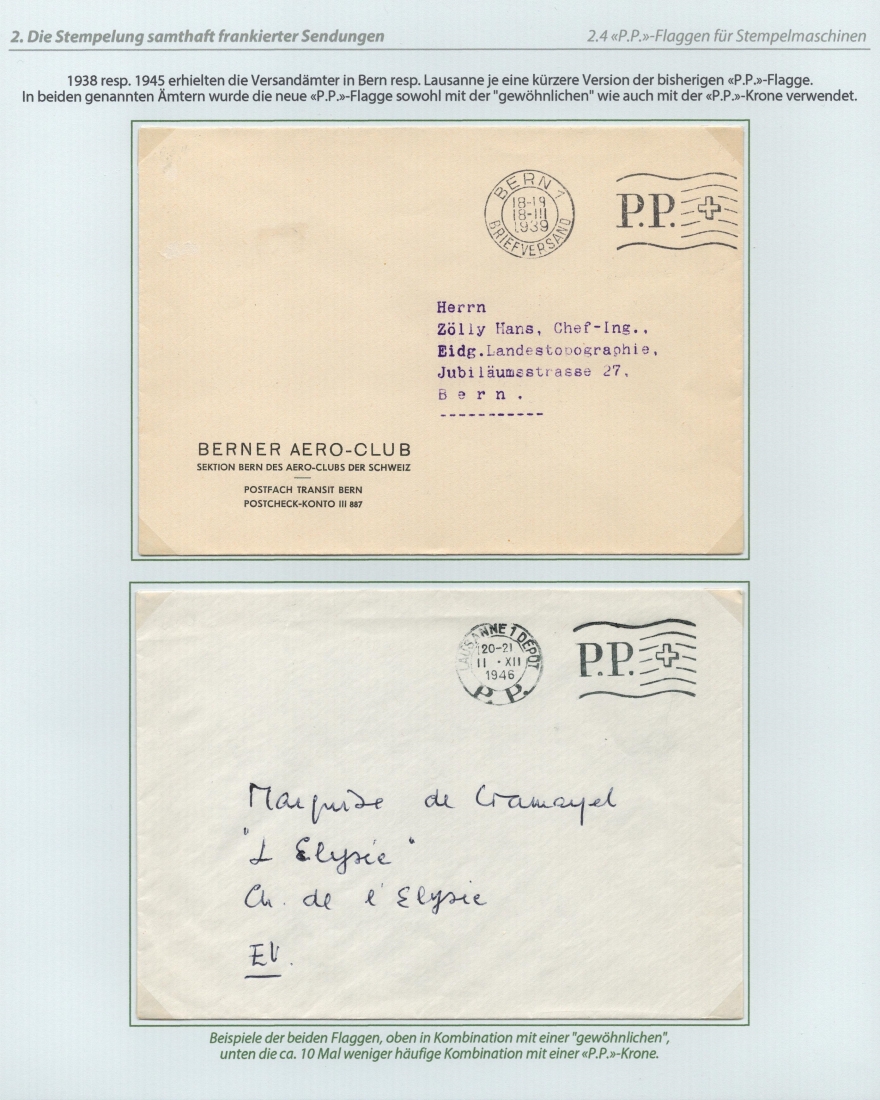 2. Die Stempelung samthaft frankierter Sendungen
2.4 «P.P.»-Flaggen für Stempelmaschinen
1938 resp. 1945 erhielten die Versandämter in Bern resp. Lausanne je eine kürzere Version der bisherigen «P.P.»-Flagge.
In beiden genannten Ämtern wurde die neue «P.P.»-Flagge sowohl mit der "gewöhnlichen" wie auch mit der «P.P.»-Krone verwendet.
BERN 1
18-19
18-III
1939
BRIEFVERSAND
P.P.
Herrn
Zölly Hans, Chef-Ing.,
Eidg.Landestopographie,
Jubiläumsstrasse 27,
B e r n .
-----------
BERNER AERO-CLUB
SEKTION BERN DES AERO-CLUBS DER SCHWEIZ
POSTFACH TRANSIT BERN
POSTCHECK-KONTO III 887
LAUSANNE 1 DÉPÔT
20-21
11 · XII
1946
P. P.
P.P.
Marquise de Cramayel
"L'Elysée"
Ch. de l'Elysée
EV.
Beispiele der beiden Flaggen, oben in Kombination mit einer "gewöhnlichen",
unten die ca. 10 Mal weniger häufige Kombination mit einer «P.P.»-Krone.